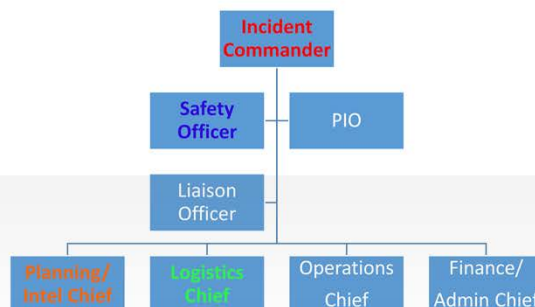 Incident
Commander
Safety
Officer
PIO
Liaison
Officer
Planning/
Intel Chief
Logistics
Chief
Operations
Chief
Finance/
Admin Chief